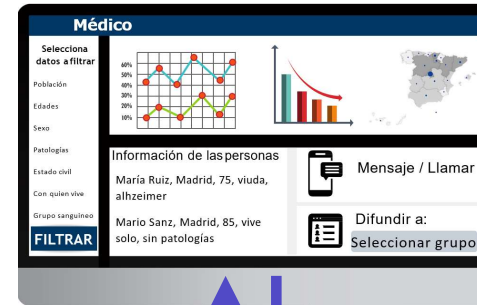 Médico
Selecciona
datos a filtrar
Población
Edades
Sexo
Patologías
Estado civil
Con quien vive
Grupo sanguineo
FILTRAR
60%
50%
40%
30%
20%
10%
Información de las personas
María Ruiz, Madrid, 75, viuda,
alhzeimer
Mario Sanz, Madrid, 85, vive
solo, sin patologías
Mensaje / Llamar
Difundir a:
Seleccionar grupo